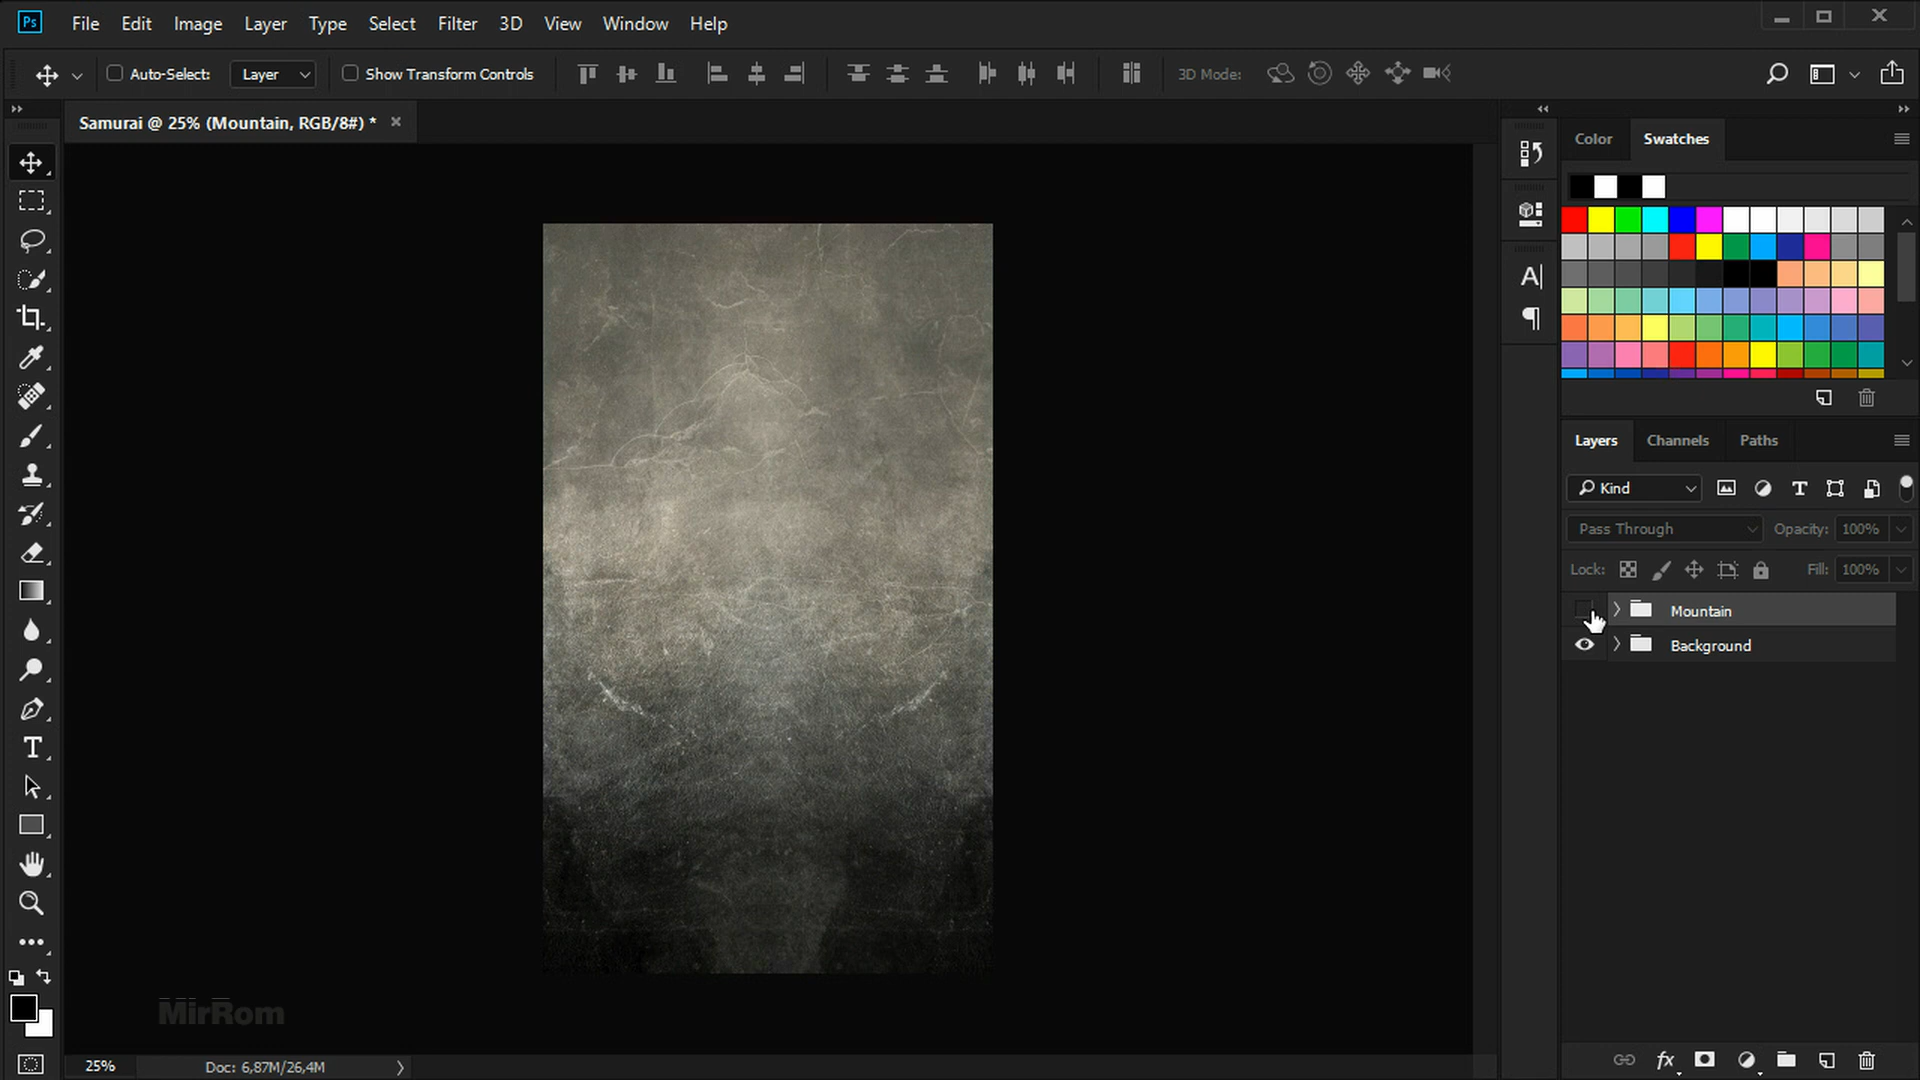 Ps File Edit Image Layer Type Select Filter 3D View Window Help
Auto-Select: Layer Show Transform Controls 3D Mode:
Samurai @ 25% (Mountain, RGB/8#) *
Color Swatches
Layers Channels Paths
Kind
Pass Through Opacity: 100%
Lock: Fill: 100%
Mountain
Background
MirRom
25% Doc: 6,87M/26,4M
fx